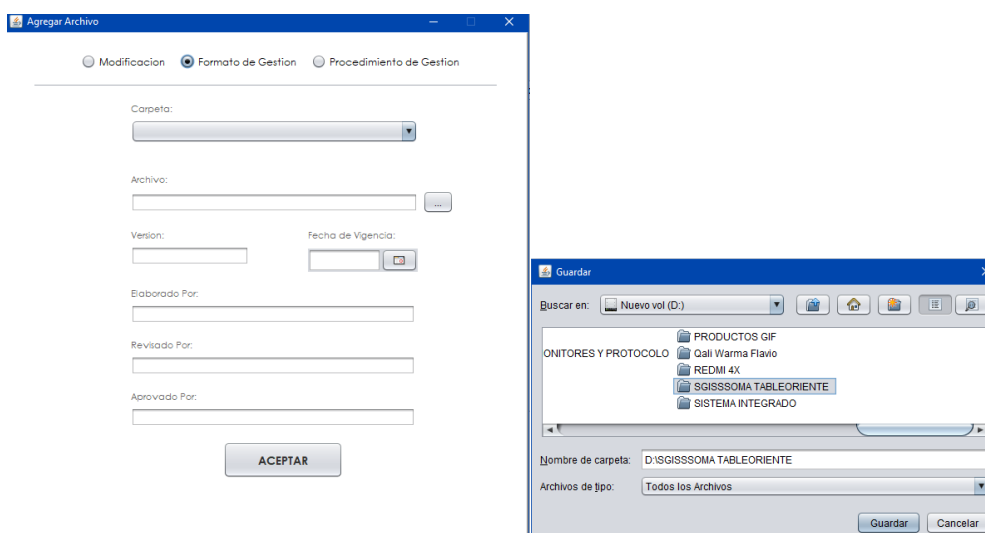 Agregar Archivo
Modificacion Formato de Gestion Procedimiento de Gestion
Carpeta:
Archivo:
...
Version: Fecha de Vigencia:
Elaborado Por:
Revisado Por:
Aprovado Por:
ACEPTAR
Guardar
Buscar en: Nuevo vol (D:)
PRODUCTOS GIF
ONITORES Y PROTOCOLO Qali Warma Flavio
REDMI 4X
SGISSSOMA TABLEORIENTE
SISTEMA INTEGRADO
Nombre de carpeta: D:\SGISSSOMA TABLEORIENTE
Archivos de tipo: Todos los Archivos
Guardar Cancelar